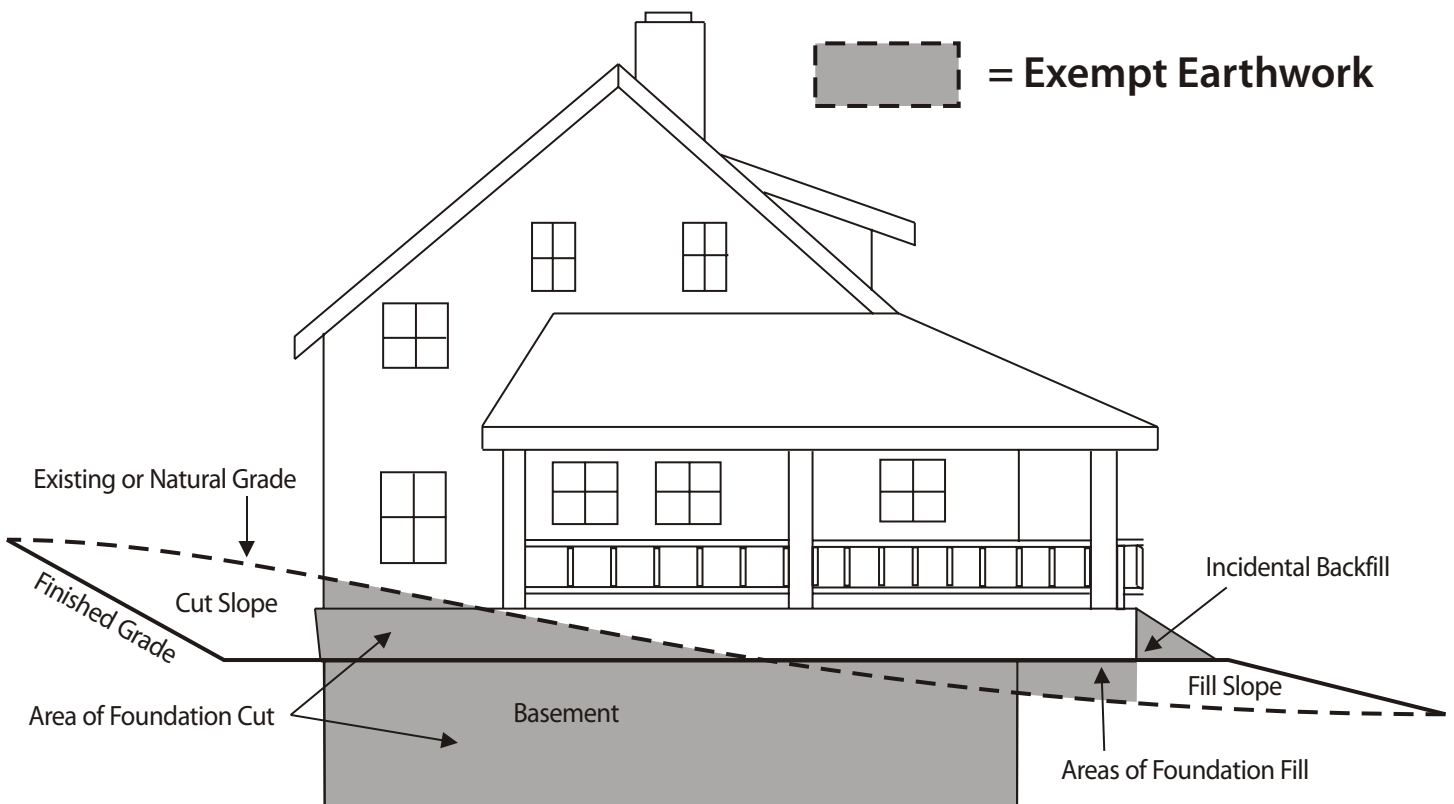 = Exempt Earthwork
Existing or Natural Grade
Incidental Backfill
Cut Slope
Finished Grade
Fill Slope
Area of Foundation Cut
Basement
Areas of Foundation Fill